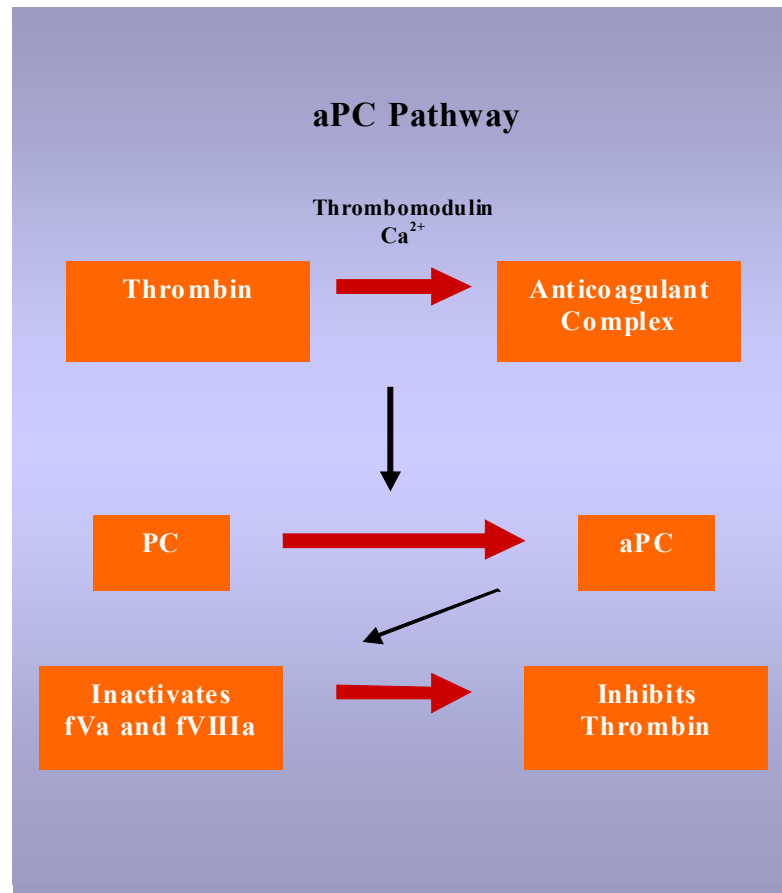 aPC Pathway
Thrombomodulin
Ca²⁺
Thrombin
Anticoagulant
Complex
PC
aPC
Inactivates
fVa and fVIIIa
Inhibits
Thrombin